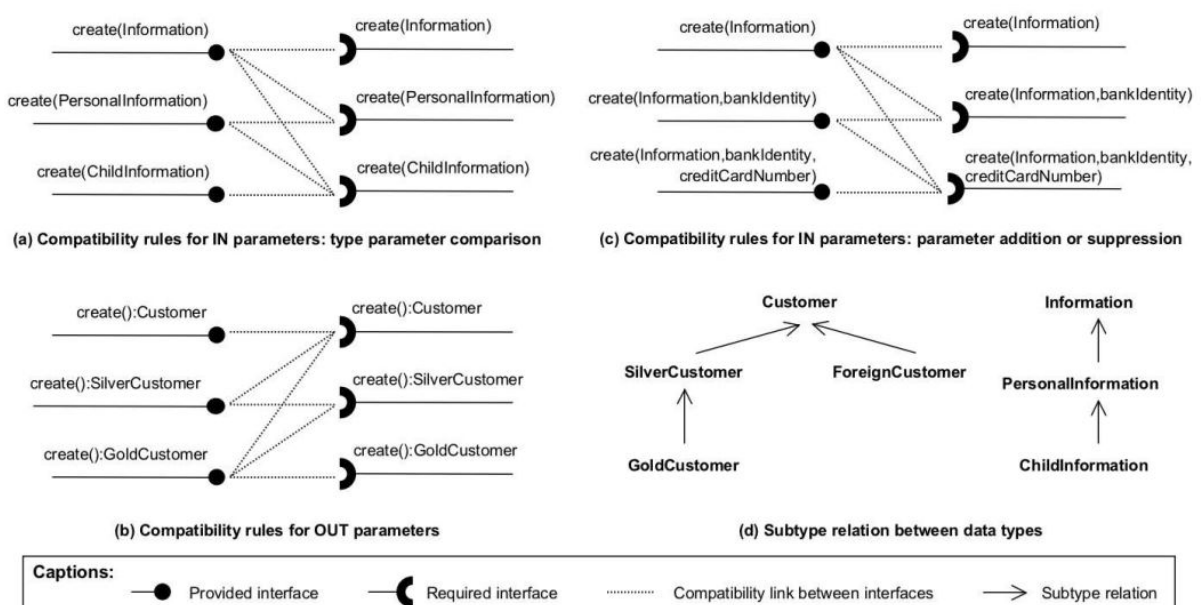 create(Information)
create(Information)
create(PersonalInformation)
create(PersonalInformation)
create(ChildInformation)
create(ChildInformation)
(a) Compatibility rules for IN parameters: type parameter comparison
create(Information)
create(Information)
create(Information,bankIdentity)
create(Information,bankIdentity)
create(Information,bankIdentity,
creditCardNumber)
create(Information,bankIdentity,
creditCardNumber)
(c) Compatibility rules for IN parameters: parameter addition or suppression
create():Customer
create():Customer
create():SilverCustomer
create():SilverCustomer
create():GoldCustomer
create():GoldCustomer
(b) Compatibility rules for OUT parameters
Customer
SilverCustomer
ForeignCustomer
GoldCustomer
Information
PersonalInformation
ChildInformation
(d) Subtype relation between data types
Captions:
Provided interface
Required interface
Compatibility link between interfaces
Subtype relation